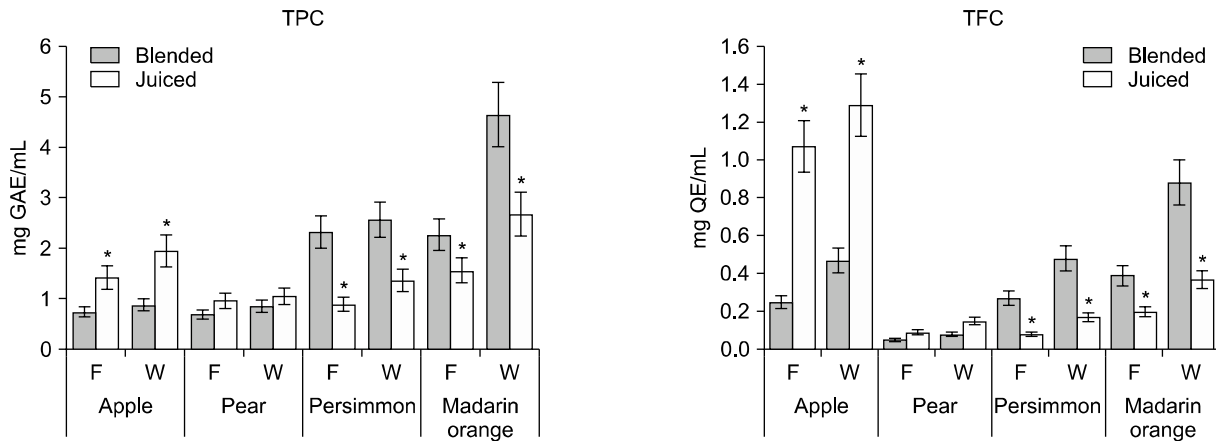 TPC
6
5
4
3
2
1
0
mg GAE/mL
Blended
Juiced
* * * * * *
F W F W F W F W
Apple Pear Persimmon Madarin
orange
TFC
1.6
1.4
1.2
1.0
0.8
0.6
0.4
0.2
0.0
mg QE/mL
Blended
Juiced
* * * * * *
F W F W F W F W
Apple Pear Persimmon Madarin
orange